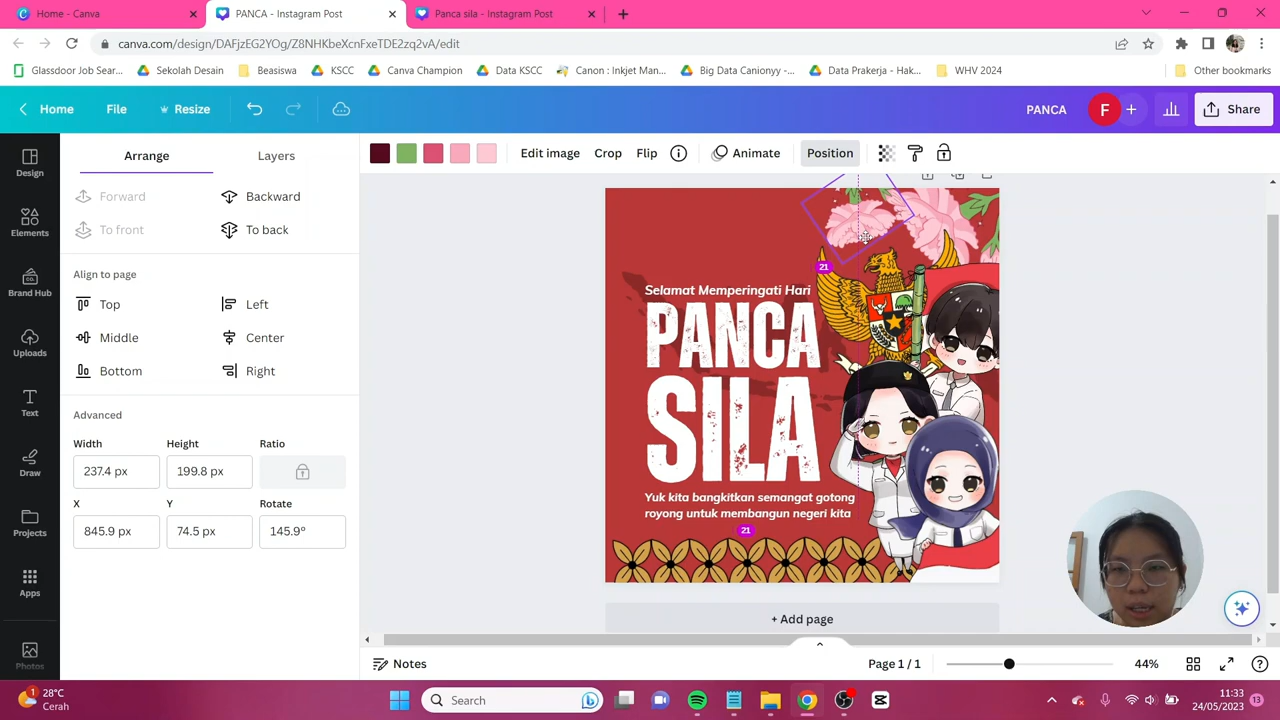 Home - Canva
PANCA - Instagram Post
Panca sila - Instagram Post
canva.com/design/DAFjzEG2YOg/Z8NHKbeXcnFxeTDE2zq2vA/edit
Glassdoor Job Sear...
Sekolah Desain
Beasiswa
KSCC
Canva Champion
Data KSCC
Canon : Inkjet Man...
Big Data Canionyy -...
Data Prakerja - Hak...
WHV 2024
Other bookmarks
Home
File
Resize
PANCA
F
Share
Design
Elements
Brand Hub
Uploads
Text
Draw
Projects
Apps
Photos
Arrange
Layers
Forward
Backward
To front
To back
Align to page
Top
Left
Middle
Center
Bottom
Right
Advanced
Width
Height
Ratio
237.4 px
199.8 px
X
Y
Rotate
845.9 px
74.5 px
145.9°
Edit image
Crop
Flip
Animate
Position
21
Selamat Memperingati Hari
PANCA
SILA
Yuk kita bangkitkan semangat gotong
royong untuk membangun negeri kita
21
+ Add page
Notes
Page 1 / 1
44%
1
28°C
Cerah
Search
11:33
24/05/2023
13